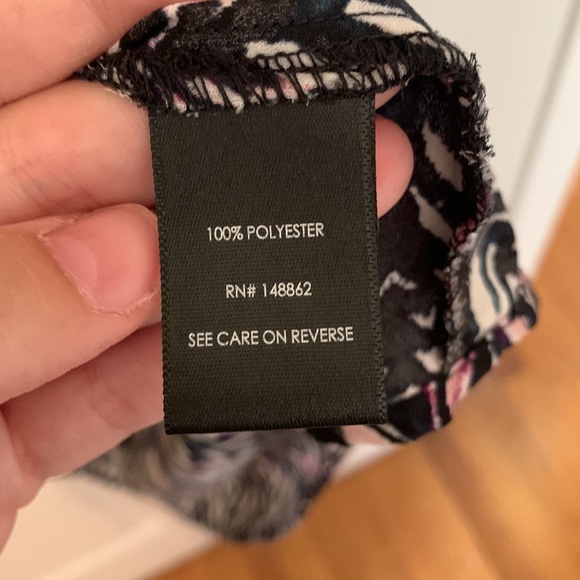 100% POLYESTER
RN# 148862
SEE CARE ON REVERSE